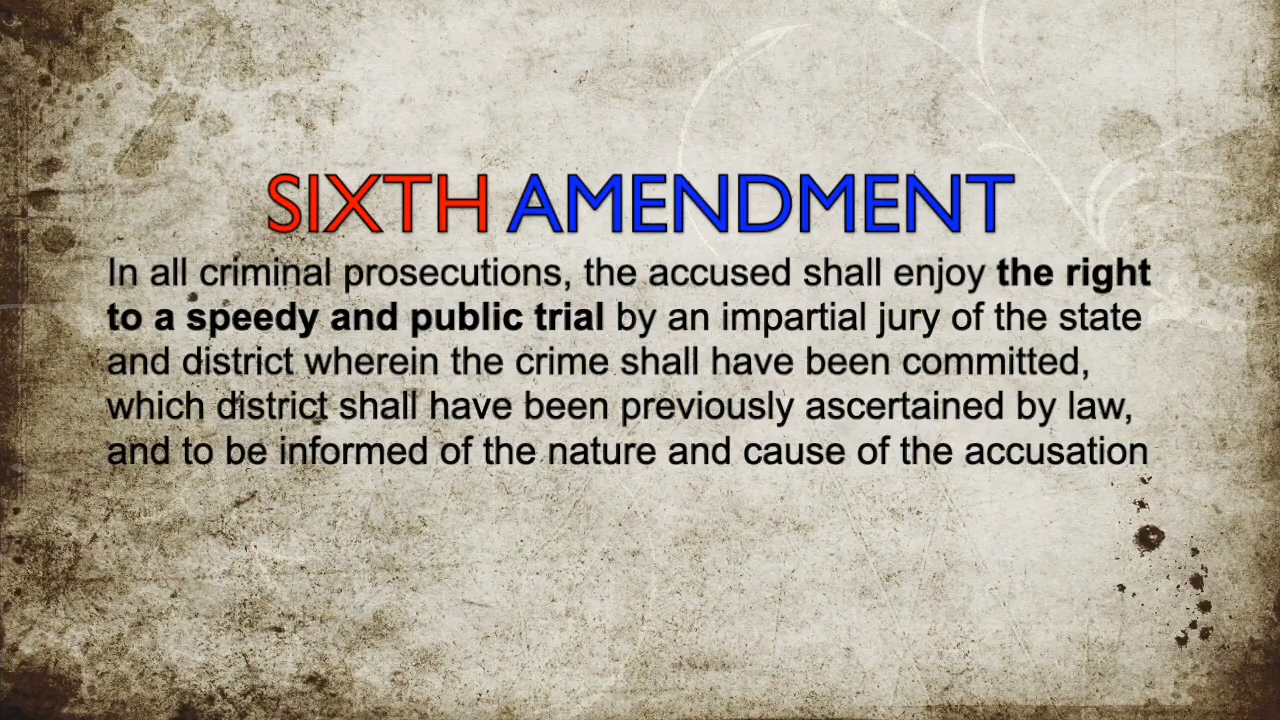 SIXTH AMENDMENT
In all criminal prosecutions, the accused shall enjoy the right
to a speedy and public trial by an impartial jury of the state
and district wherein the crime shall have been committed,
which district shall have been previously ascertained by law,
and to be informed of the nature and cause of the accusation